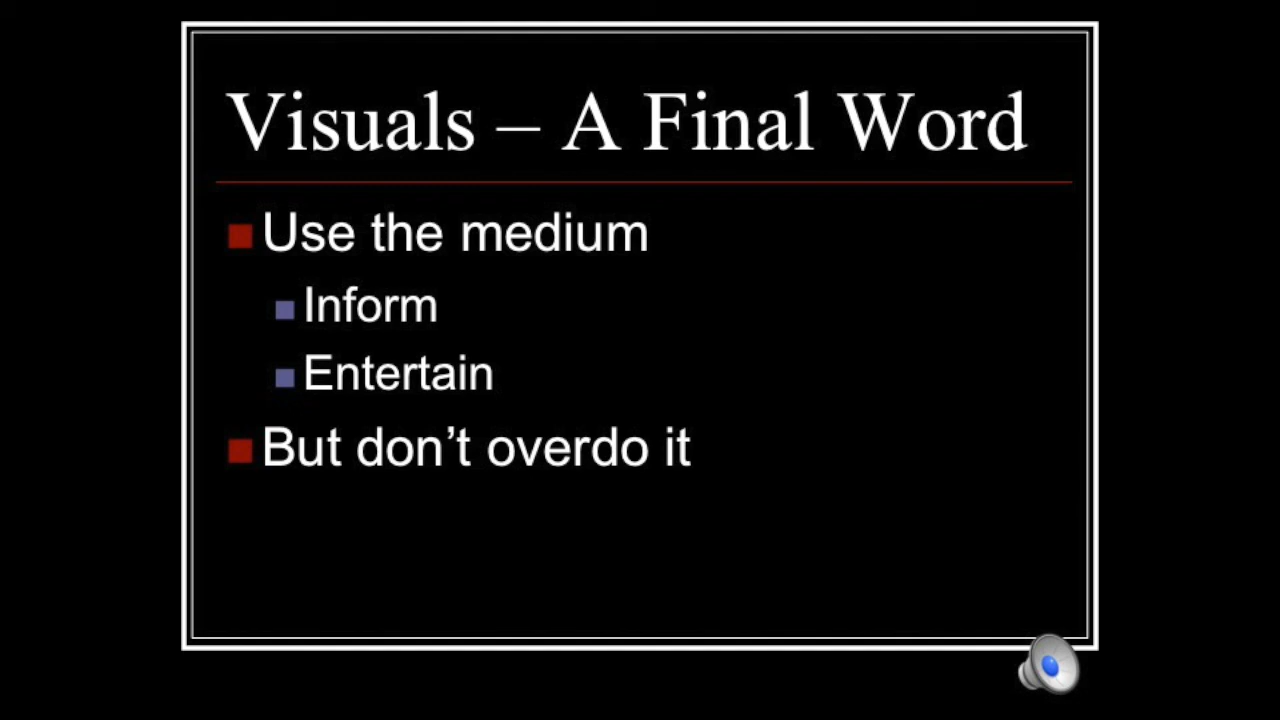 Visuals – A Final Word
Use the medium
Inform
Entertain
But don’t overdo it